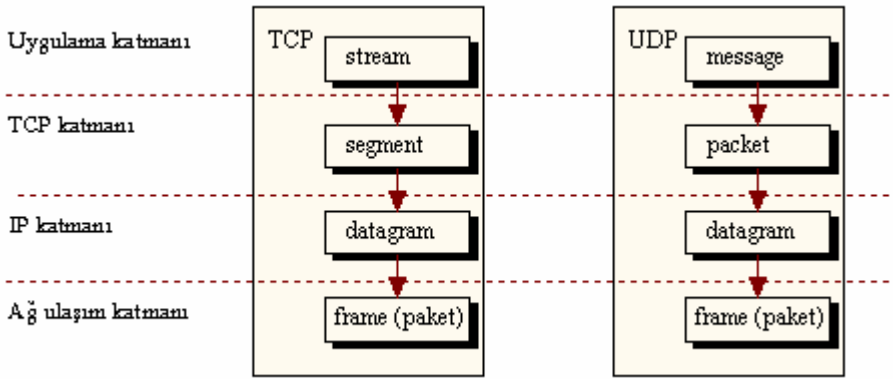 Uygulama katmanı
TCP
stream
UDP
message
TCP katmanı
segment
packet
IP katmanı
datagram
datagram
Ağ ulaşım katmanı
frame (paket)
frame (paket)